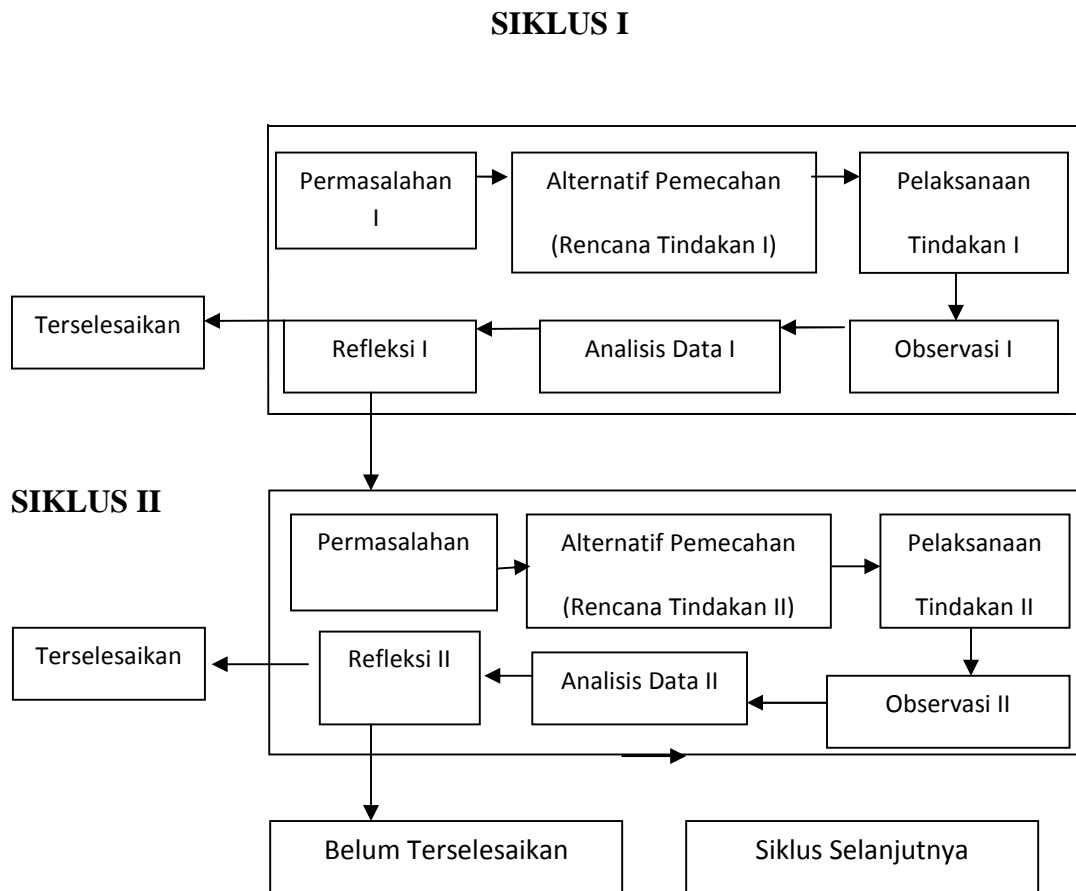 SIKLUS I
Permasalahan
I
Alternatif Pemecahan
(Rencana Tindakan I)
Pelaksanaan
Tindakan I
Terselesaikan
Refleksi I
Analisis Data I
Observasi I
SIKLUS II
Permasalahan
Alternatif Pemecahan
(Rencana Tindakan II)
Pelaksanaan
Tindakan II
Terselesaikan
Refleksi II
Analisis Data II
Observasi II
Belum Terselesaikan
Siklus Selanjutnya